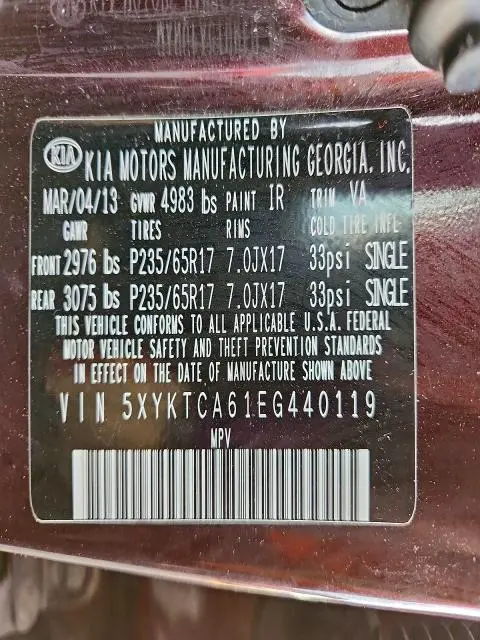 MANUFACTURED BY
KIA KIA MOTORS MANUFACTURING GEORGIA, INC.
MAR/04/13 GVWR 4983 bs PAINT IR TRIM VA
GAWR TIRES RIMS COLD TIRE INFL
FRONT 2976 bs P235/65R17 7.0JX17 33psi SINGLE
REAR 3075 bs P235/65R17 7.0JX17 33psi SINGLE
THIS VEHICLE CONFORMS TO ALL APPLICABLE U.S.A. FEDERAL
MOTOR VEHICLE SAFETY AND THEFT PREVENTION STANDARDS
IN EFFECT ON THE DATE OF MANUFACTURE SHOWN ABOVE
VIN 5XYKTCA61EG440119
MPV